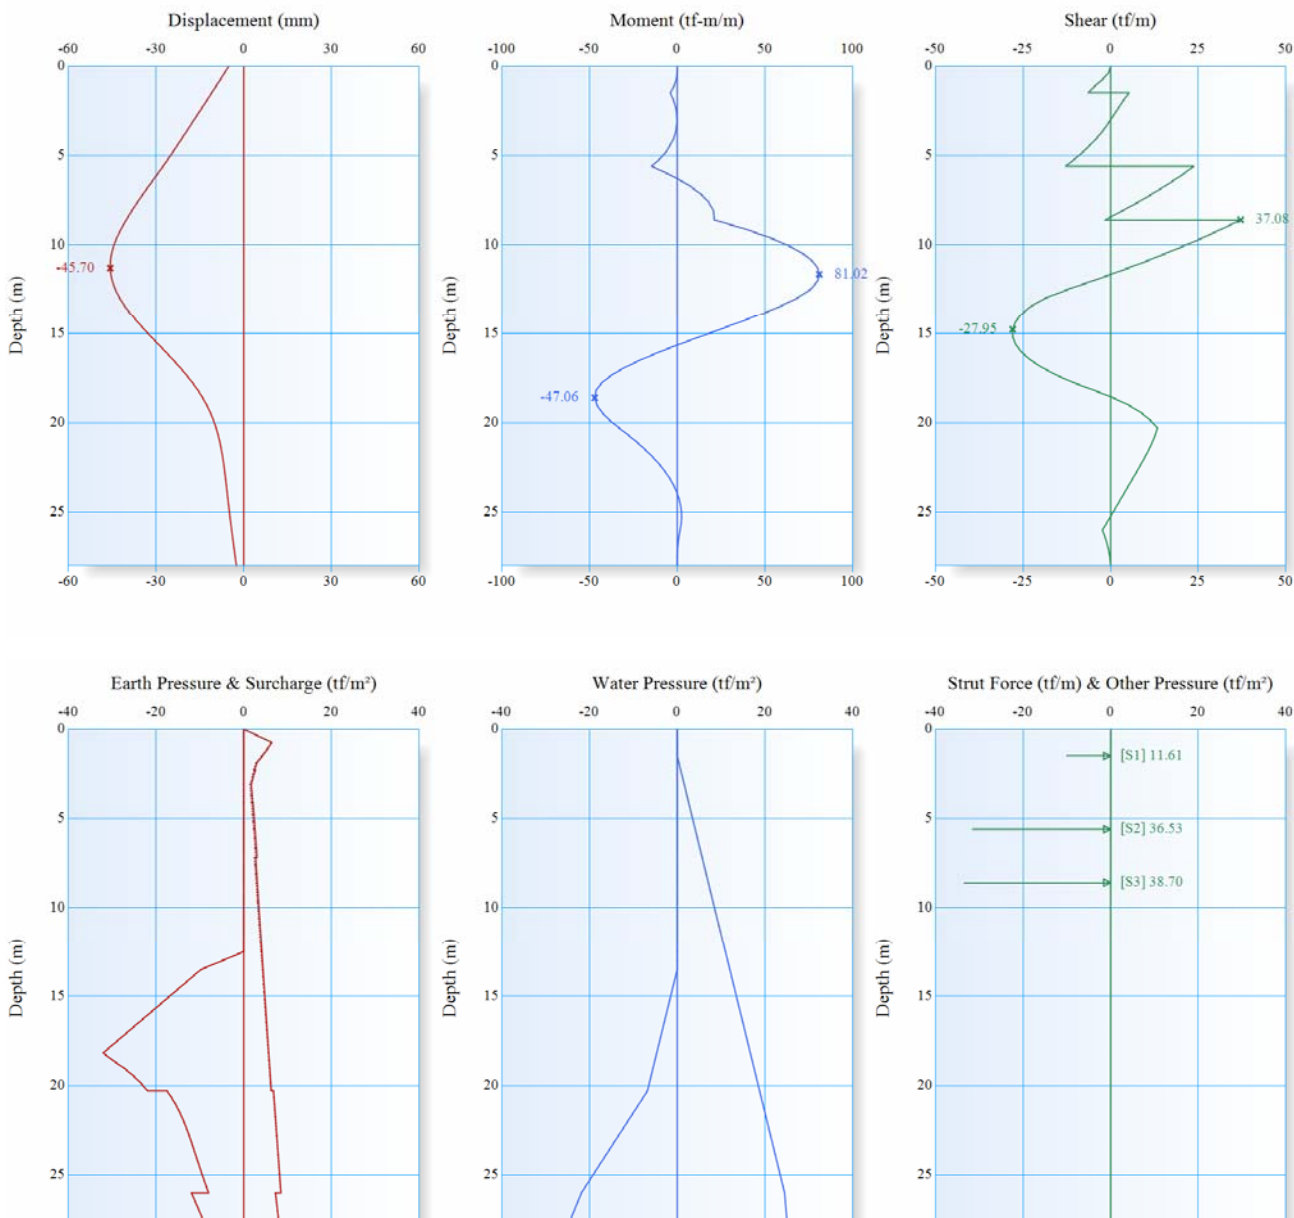 Displacement (mm)
-60 -30 0 30 60
0
5
10
15
20
25
-45.70
Depth (m)
-60 -30 0 30 60
Moment (tf-m/m)
-100 -50 0 50 100
81.02
-47.06
Depth (m)
-100 -50 0 50 100
Shear (tf/m)
-50 -25 0 25 50
0
5
10
15
20
25
37.08
-27.95
Depth (m)
-50 -25 0 25 50
Earth Pressure & Surcharge (tf/m²)
-40 -20 0 20 40
0
5
10
15
20
25
Depth (m)
Water Pressure (tf/m²)
-40 -20 0 20 40
0
5
10
15
20
25
Depth (m)
Strut Force (tf/m) & Other Pressure (tf/m²)
-40 -20 0 20 40
0
5
10
15
20
25
[S1] 11.61
[S2] 36.53
[S3] 38.70
Depth (m)